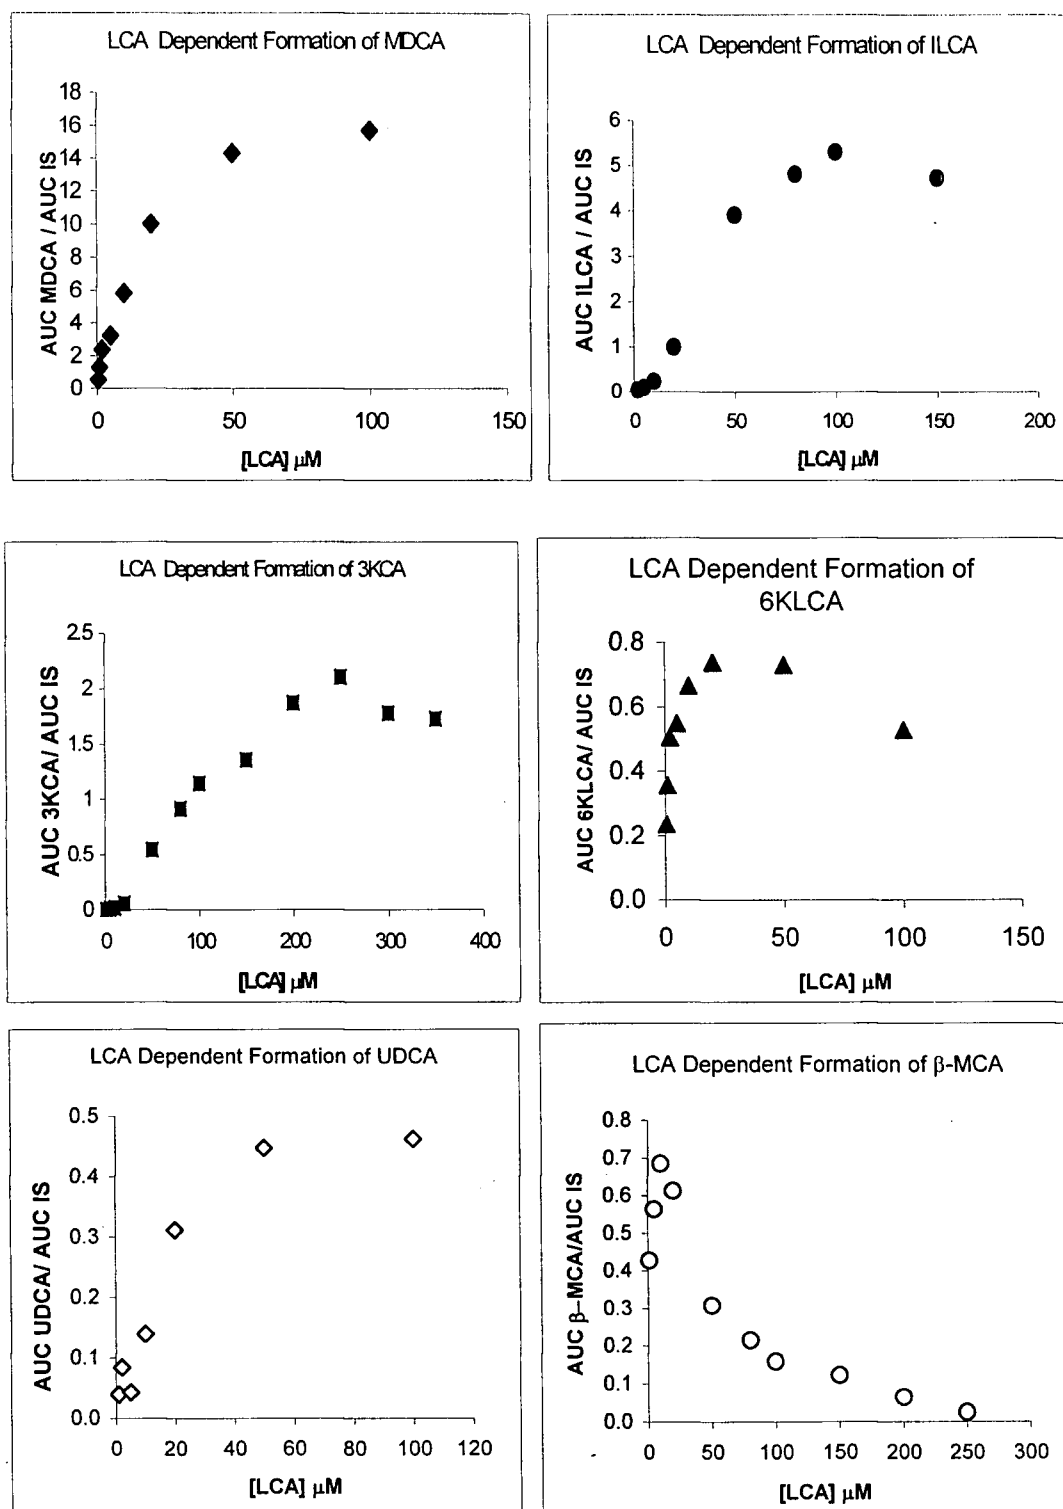 LCA Dependent Formation of MDCA
18
16
14
12
10
8
6
4
2
0
AUC MDCA / AUC IS
0 50 100 150
[LCA] μM
LCA Dependent Formation of ILCA
6
5
4
3
2
1
0
AUC ILCA / AUC IS
0 50 100 150 200
[LCA] μM
LCA Dependent Formation of 3KCA
2.5
2
1.5
1
0.5
0
AUC 3KCA/ AUC IS
0 100 200 300 400
[LCA] μM
LCA Dependent Formation of
6KLCA
0.8
0.6
0.4
0.2
0.0
AUC 6KLCA/ AUC IS
0 50 100 150
[LCA] μM
LCA Dependent Formation of UDCA
0.5
0.4
0.3
0.2
0.1
0.0
AUC UDCA/ AUC IS
0 20 40 60 80 100 120
[LCA] μM
LCA Dependent Formation of β-MCA
0.8
0.7
0.6
0.5
0.4
0.3
0.2
0.1
0.0
AUC β-MCA/AUC IS
0 50 100 150 200 250 300
[LCA] μM